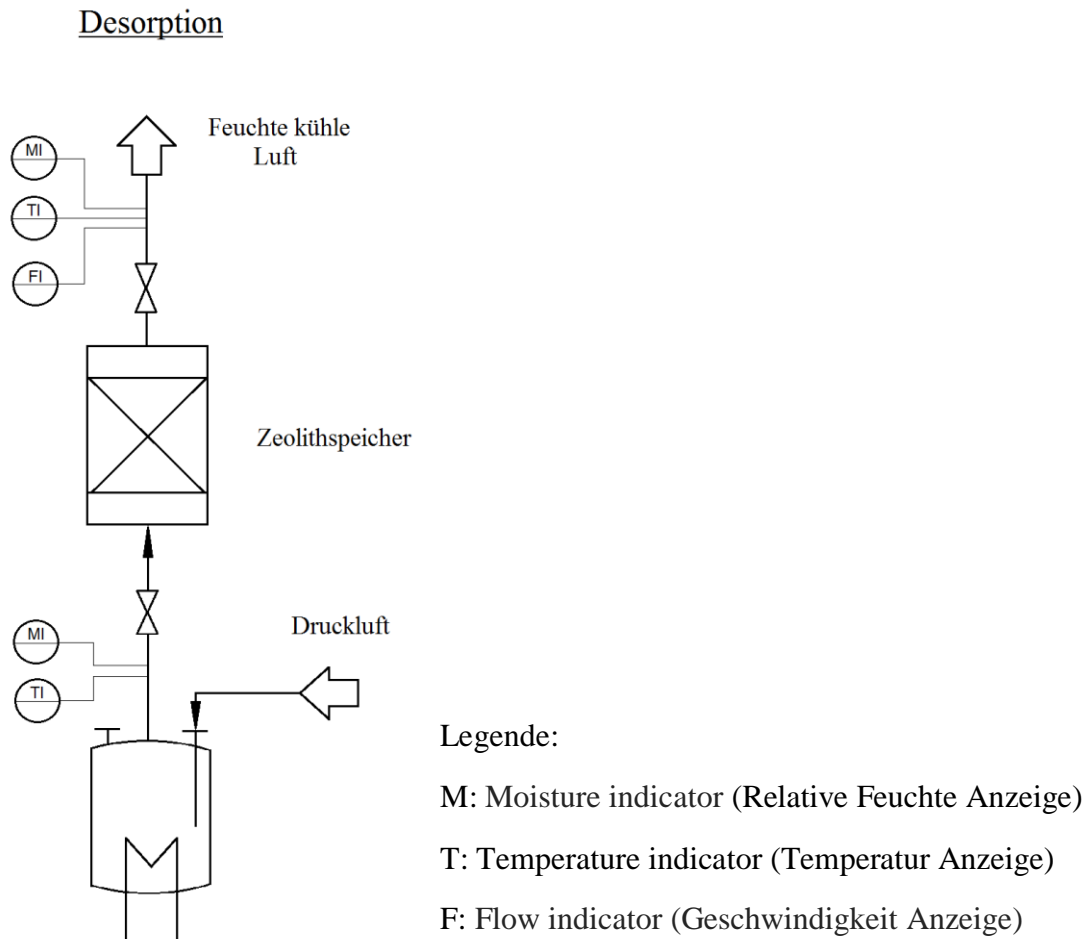 Desorption
Feuchte kühle
Luft
MI
TI
FI
Zeolithspeicher
Druckluft
MI
TI
Legende:
M: Moisture indicator (Relative Feuchte Anzeige)
T: Temperature indicator (Temperatur Anzeige)
F: Flow indicator (Geschwindigkeit Anzeige)